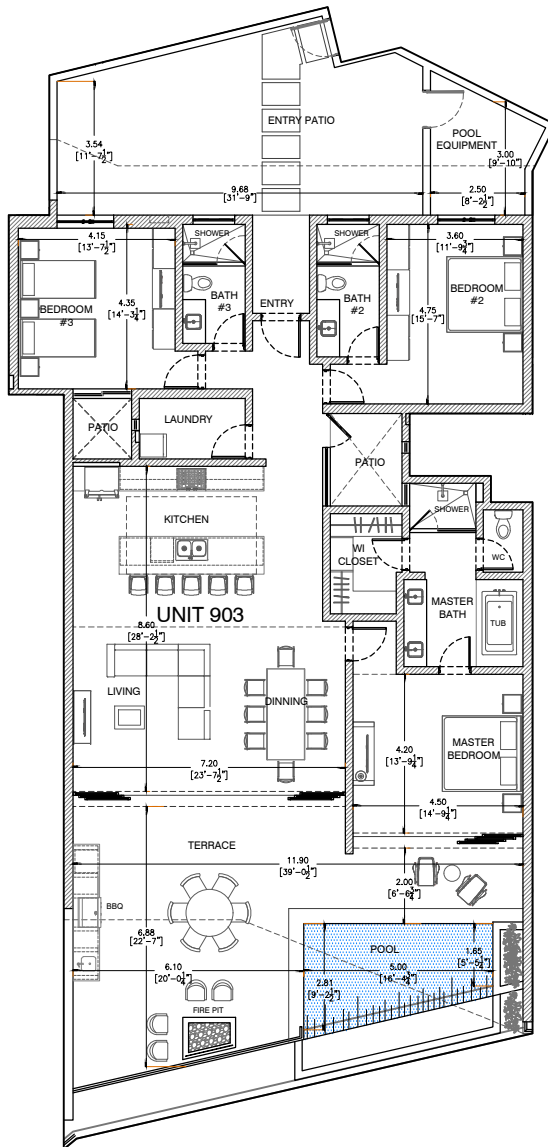 ENTRY PATIO
POOL
EQUIPMENT
3.54
[11'-7½"]
3.00
[9'-10"]
9.68
[31'-9"]
2.50
[8'-2½"]
SHOWER
SHOWER
4.15
[13'-7½"]
3.60
[11'-9¾"]
BEDROOM
#3
BATH
#3
ENTRY
BATH
#2
BEDROOM
#2
4.35
[14'-3¼"]
4.75
[15'-7"]
PATIO
LAUNDRY
PATIO
KITCHEN
SHOWER
WI
CLOSET
WC
UNIT 903
MASTER
BATH
TUB
8.60
[28'-2½"]
LIVING
DINNING
4.20
[13'-9¼"]
MASTER
BEDROOM
7.20
[23'-7½"]
4.50
[14'-9¼"]
TERRACE
11.90
[39'-0½"]
2.00
[6'-6¾"]
BBQ
6.88
[22'-7"]
POOL
1.65
[5'-5½"]
6.10
[20'-0¼"]
5.00
[16'-4¾"]
2.81
[9'-2½"]
FIRE PIT